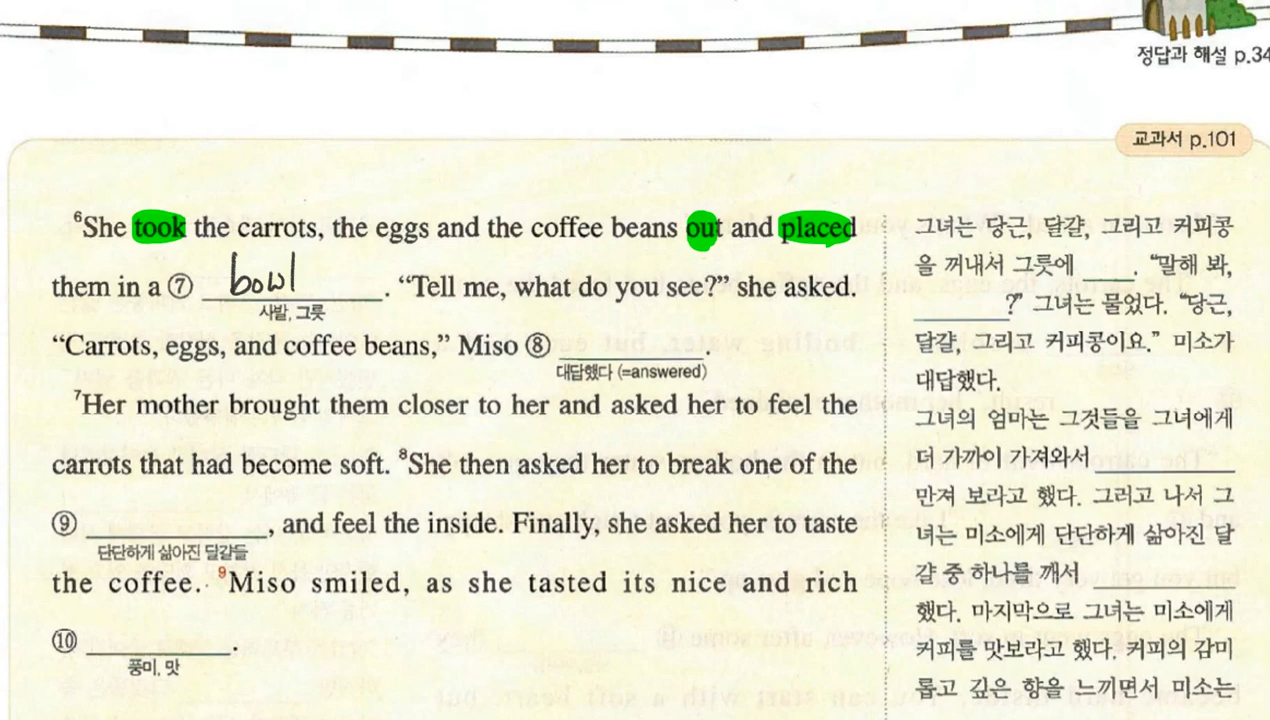 정답과 해설 p.34
교과서 p.101
⁶She took the carrots, the eggs and the coffee beans out and placed
them in a ⑦ bowl. “Tell me, what do you see?” she asked.
사발, 그릇
“Carrots, eggs, and coffee beans,” Miso ⑧ ________.
대답했다 (=answered)
⁷Her mother brought them closer to her and asked her to feel the
carrots that had become soft. ⁸She then asked her to break one of the
⑨ ________, and feel the inside. Finally, she asked her to taste
단단하게 삶아진 달걀들
the coffee. ⁹Miso smiled, as she tasted its nice and rich
⑩ ________.
풍미, 맛
그녀는 당근, 달걀, 그리고 커피콩
을 꺼내서 그릇에 ____. “말해 봐,
________?” 그녀는 물었다. “당근,
달걀, 그리고 커피콩이요.” 미소가
대답했다.
그녀의 엄마는 그것들을 그녀에게
더 가까이 가져와서 ________
만져 보라고 했다. 그러고 나서 그
녀는 미소에게 단단하게 삶아진 달
걀 중 하나를 깨서 ________
했다. 마지막으로 그녀는 미소에게
커피를 맛보라고 했다. 커피의 감미
롭고 깊은 향을 느끼면서 미소는